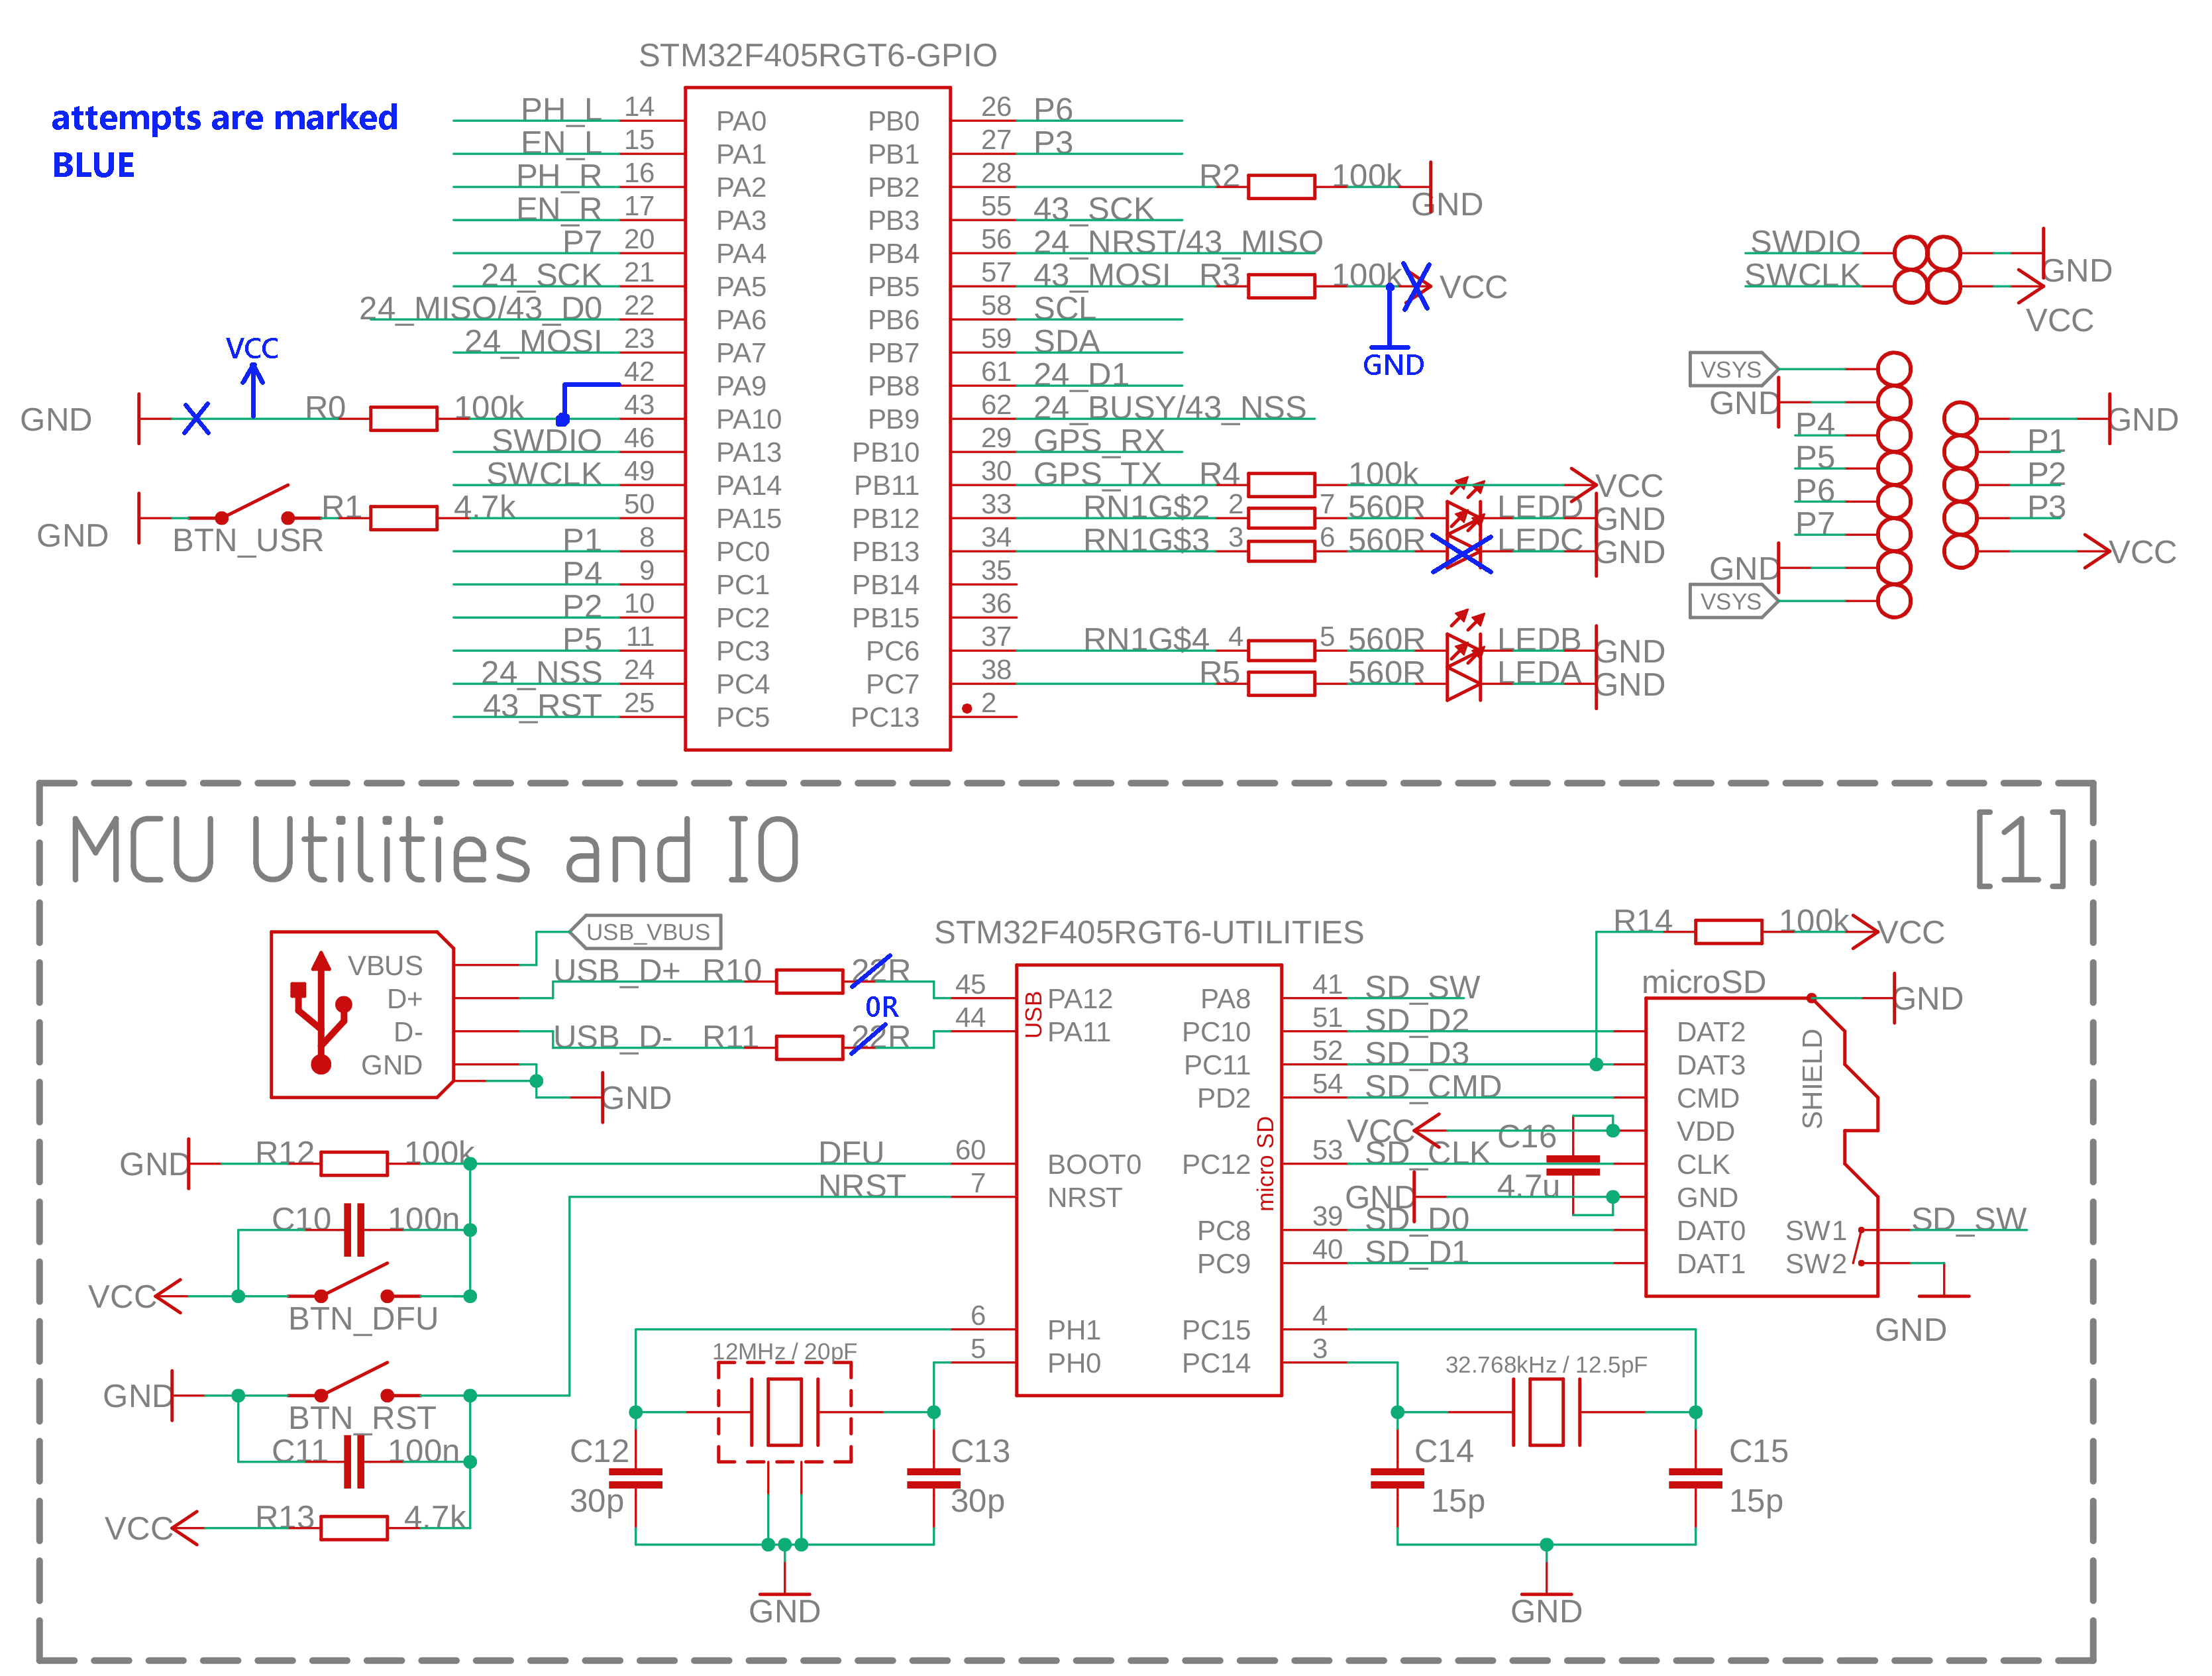 STM32F405RGT6-GPIO
attempts are marked
BLUE
PH_L 14 PA0 PB0 26 P6
EN_L 15 PA1 PB1 27 P3
PH_R 16 PA2 PB2 28 R2 100k GND
EN_R 17 PA3 PB3 55 43_SCK
P7 20 PA4 PB4 56 24_NRST/43_MISO
24_SCK 21 PA5 PB5 57 43_MOSI R3 100k VCC
24_MISO/43_D0 22 PA6 PB6 58 SCL
24_MOSI 23 PA7 PB7 59 SDA
VCC
GND
42 PA9 PB8 61 24_D1
GND R0 100k 43 PA10 PB9 62 24_BUSY/43_NSS
SWDIO 46 PA13 PB10 29 GPS_RX
SWCLK 49 PA14 PB11 30 GPS_TX R4 100k VCC
GND BTN_USR R1 4.7k 50 PA15 PB12 33 RN1G$2 2 7 560R LEDD GND
P1 8 PC0 PB13 34 RN1G$3 3 6 560R LEDC GND
P4 9 PC1 PB14 35
P2 10 PC2 PB15 36
P5 11 PC3 PC6 37 RN1G$4 4 5 560R LEDB GND
24_NSS 24 PC4 PC7 38 R5 560R LEDA GND
43_RST 25 PC5 PC13 2
SWDIO GND
SWCLK VCC
VSYS
GND GND
P4 P1
P5 P2
P6 P3
P7 VCC
GND
VSYS
MCU Utilities and IO [1]
USB_VBUS
STM32F405RGT6-UTILITIES
R14 100k VCC
microSD
GND
SHIELD
VBUS
D+ USB_D+ R10 22R 45 PA12
0R
D- USB_D- R11 22R 44 PA11
GND GND
USB
PA8 41 SD_SW
PC10 51 SD_D2 DAT2
PC11 52 SD_D3 DAT3
PD2 54 SD_CMD CMD
micro SD
VCC C16 VDD
GND R12 100k DFU 60 BOOT0 PC12 53 SD_CLK CLK
NRST 7 NRST GND 4.7u GND
C10 100n PC8 39 SD_D0 DAT0 SW1 SD_SW
PC9 40 SD_D1 DAT1 SW2
GND
VCC BTN_DFU
6 PH1 PC15 4
5 PH0 PC14 3
12MHz / 20pF
32.768kHz / 12.5pF
GND BTN_RST
C11 100n
VCC R13 4.7k
C12 C13 C14 C15
30p 30p 15p 15p
GND GND